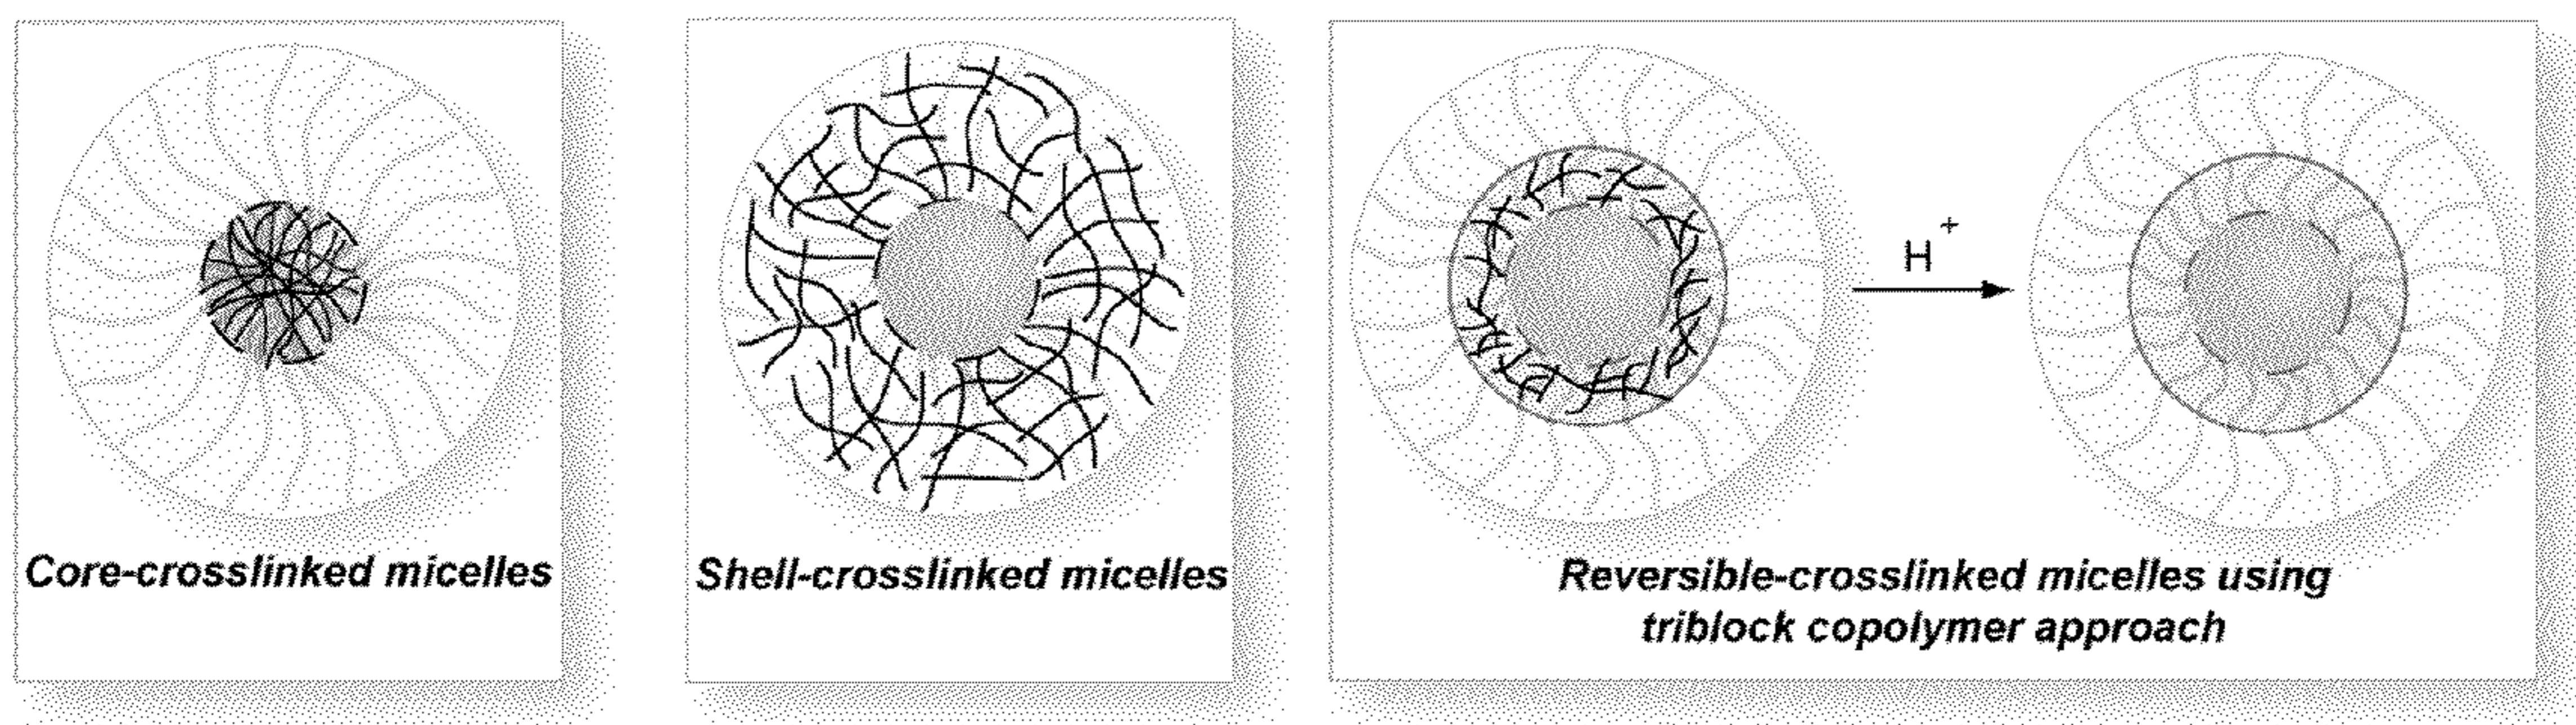 Core-crosslinked micelles
Shell-crosslinked micelles
H+
Reversible-crosslinked micelles using
triblock copolymer approach